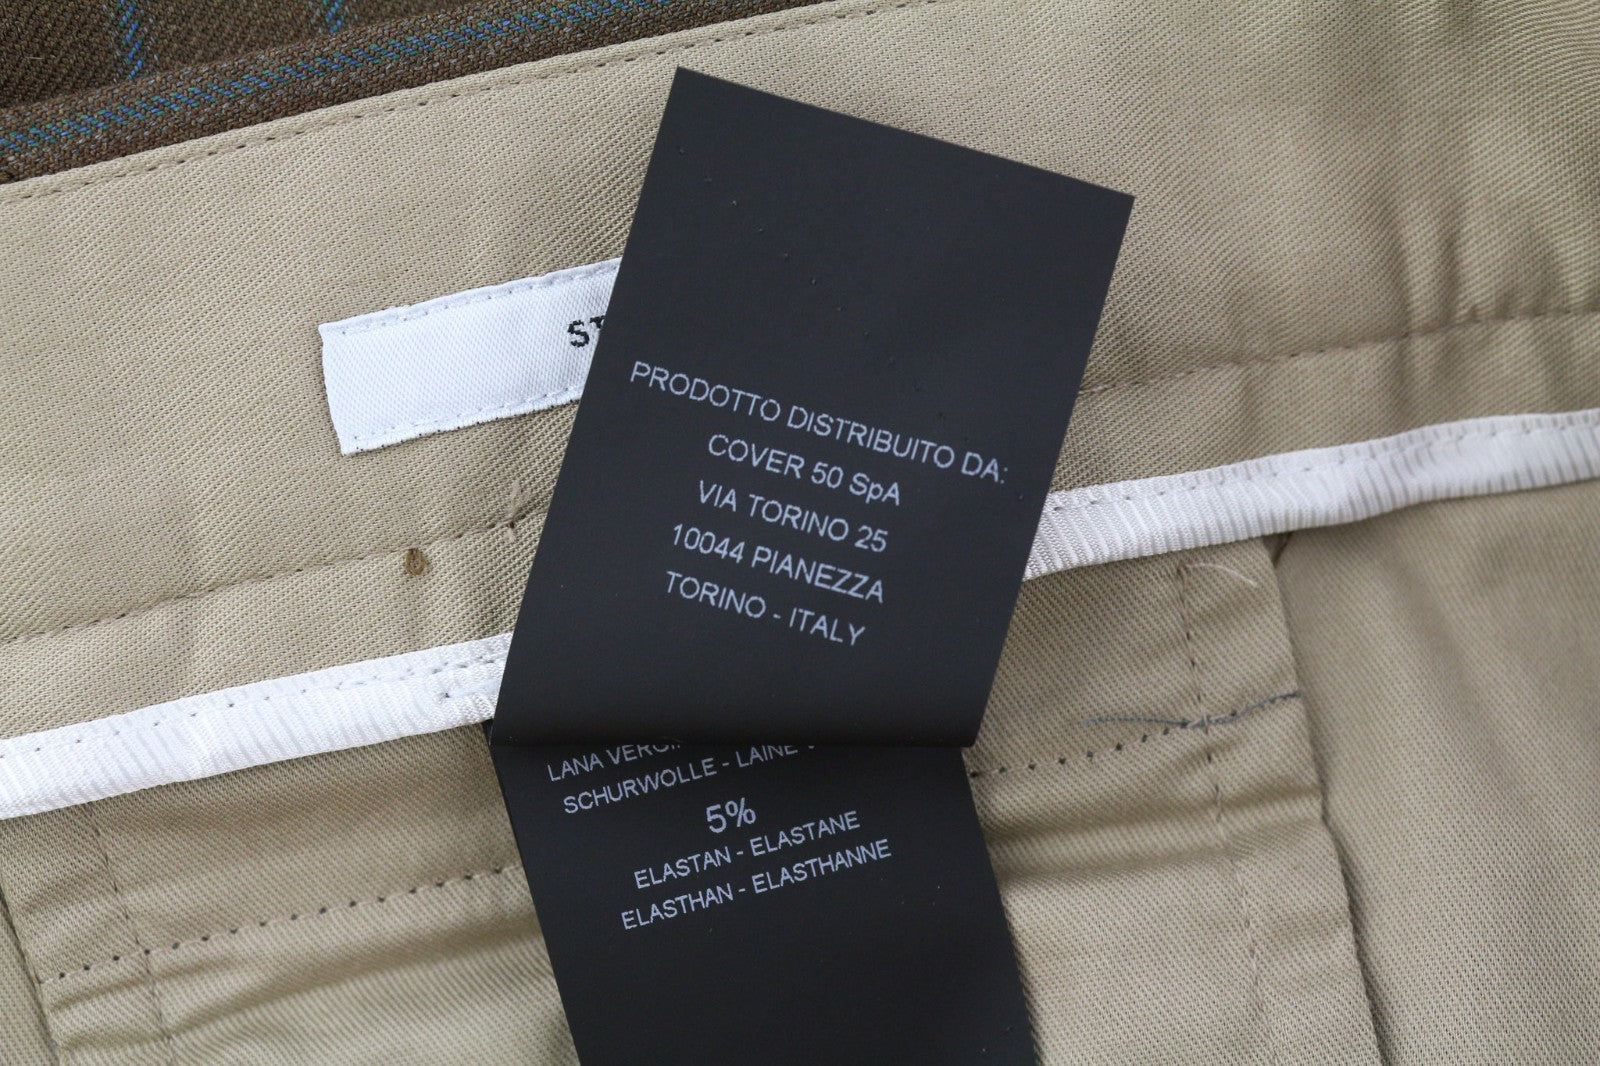 PRODOTTO DISTRIBUITO DA:
COVER 50 SpA
VIA TORINO 25
10044 PIANEZZA
TORINO - ITALY
LANA
SCHURWOLLE - LAINE
5%
ELASTAN - ELASTANE
ELASTHAN - ELASTHANNE